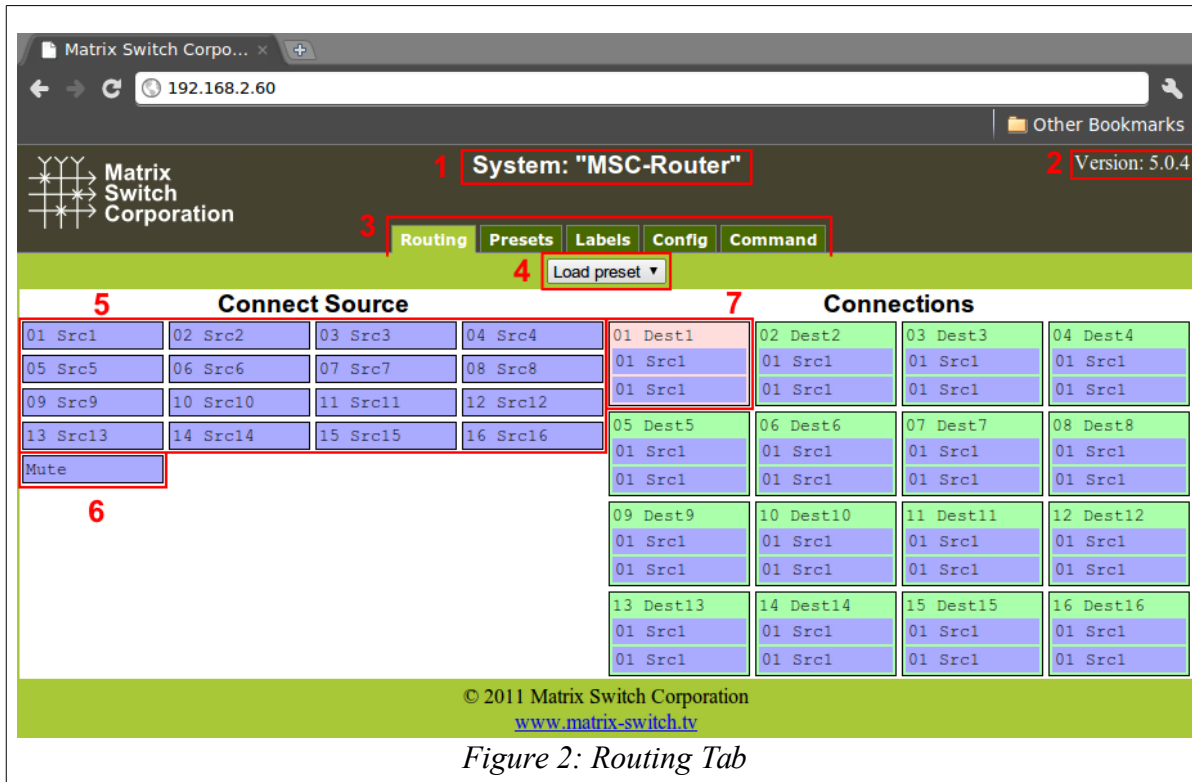 Matrix Switch Corpo... ×
192.168.2.60
Other Bookmarks
Matrix
Switch
Corporation
1 System: "MSC-Router"
2 Version: 5.0.4
3 Routing Presets Labels Config Command
4 Load preset ▼
5 Connect Source
7 Connections
01 Src1 02 Src2 03 Src3 04 Src4
05 Src5 06 Src6 07 Src7 08 Src8
09 Src9 10 Src10 11 Src11 12 Src12
13 Src13 14 Src14 15 Src15 16 Src16
Mute
6
01 Dest1 02 Dest2 03 Dest3 04 Dest4
01 Src1 01 Src1 01 Src1 01 Src1
01 Src1 01 Src1 01 Src1 01 Src1
05 Dest5 06 Dest6 07 Dest7 08 Dest8
01 Src1 01 Src1 01 Src1 01 Src1
01 Src1 01 Src1 01 Src1 01 Src1
09 Dest9 10 Dest10 11 Dest11 12 Dest12
01 Src1 01 Src1 01 Src1 01 Src1
01 Src1 01 Src1 01 Src1 01 Src1
13 Dest13 14 Dest14 15 Dest15 16 Dest16
01 Src1 01 Src1 01 Src1 01 Src1
01 Src1 01 Src1 01 Src1 01 Src1
© 2011 Matrix Switch Corporation
www.matrix-switch.tv
Figure 2: Routing Tab